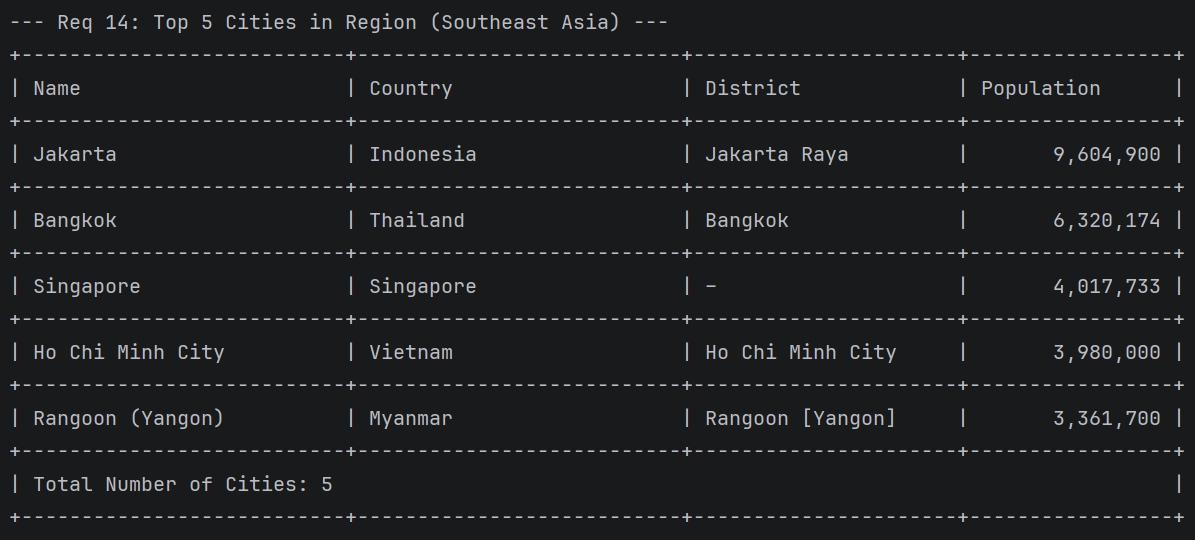 --- Req 14: Top 5 Cities in Region (Southeast Asia) ---
+---------------------------+---------------------------+----------------------+-----------------+
| Name                      | Country                   | District             | Population      |
+---------------------------+---------------------------+----------------------+-----------------+
| Jakarta                   | Indonesia                 | Jakarta Raya         |       9,604,900 |
+---------------------------+---------------------------+----------------------+-----------------+
| Bangkok                   | Thailand                  | Bangkok              |       6,320,174 |
+---------------------------+---------------------------+----------------------+-----------------+
| Singapore                 | Singapore                 | –                    |       4,017,733 |
+---------------------------+---------------------------+----------------------+-----------------+
| Ho Chi Minh City          | Vietnam                   | Ho Chi Minh City     |       3,980,000 |
+---------------------------+---------------------------+----------------------+-----------------+
| Rangoon (Yangon)          | Myanmar                   | Rangoon [Yangon]     |       3,361,700 |
+---------------------------+---------------------------+----------------------+-----------------+
| Total Number of Cities: 5                                                                      |
+---------------------------+---------------------------+----------------------+-----------------+